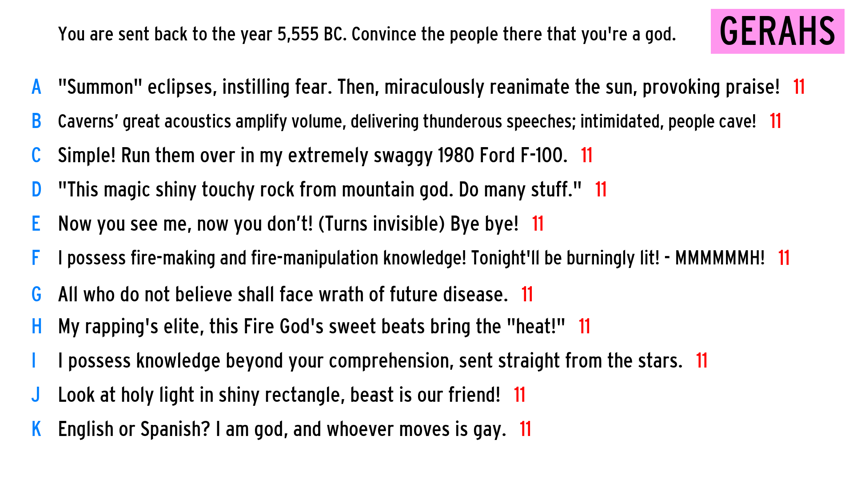 You are sent back to the year 5,555 BC. Convince the people there that you're a god.
GERAHS
A "Summon" eclipses, instilling fear. Then, miraculously reanimate the sun, provoking praise! 11
B Caverns’ great acoustics amplify volume, delivering thunderous speeches; intimidated, people cave! 11
C Simple! Run them over in my extremely swaggy 1980 Ford F-100. 11
D "This magic shiny touchy rock from mountain god. Do many stuff." 11
E Now you see me, now you don’t! (Turns invisible) Bye bye! 11
F I possess fire-making and fire-manipulation knowledge! Tonight'll be burningly lit! - MMMMMMH! 11
G All who do not believe shall face wrath of future disease. 11
H My rapping's elite, this Fire God's sweet beats bring the "heat!" 11
I I possess knowledge beyond your comprehension, sent straight from the stars. 11
J Look at holy light in shiny rectangle, beast is our friend! 11
K English or Spanish? I am god, and whoever moves is gay. 11